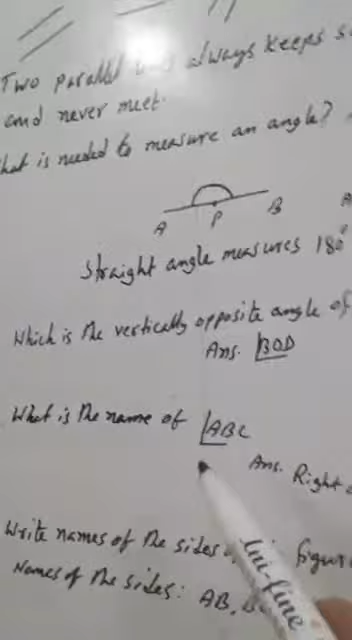 Two parallel always keeps
and never meet.
hat is needed to measure an angle?
A P B
Straight angle measures 180°
Which is the vertically opposite angle of
Ans. ∠BOD
What is the name of ∠ABC
Ans. Right
Write names of the sides figur
Names of the sides: AB, B
Uni-fine